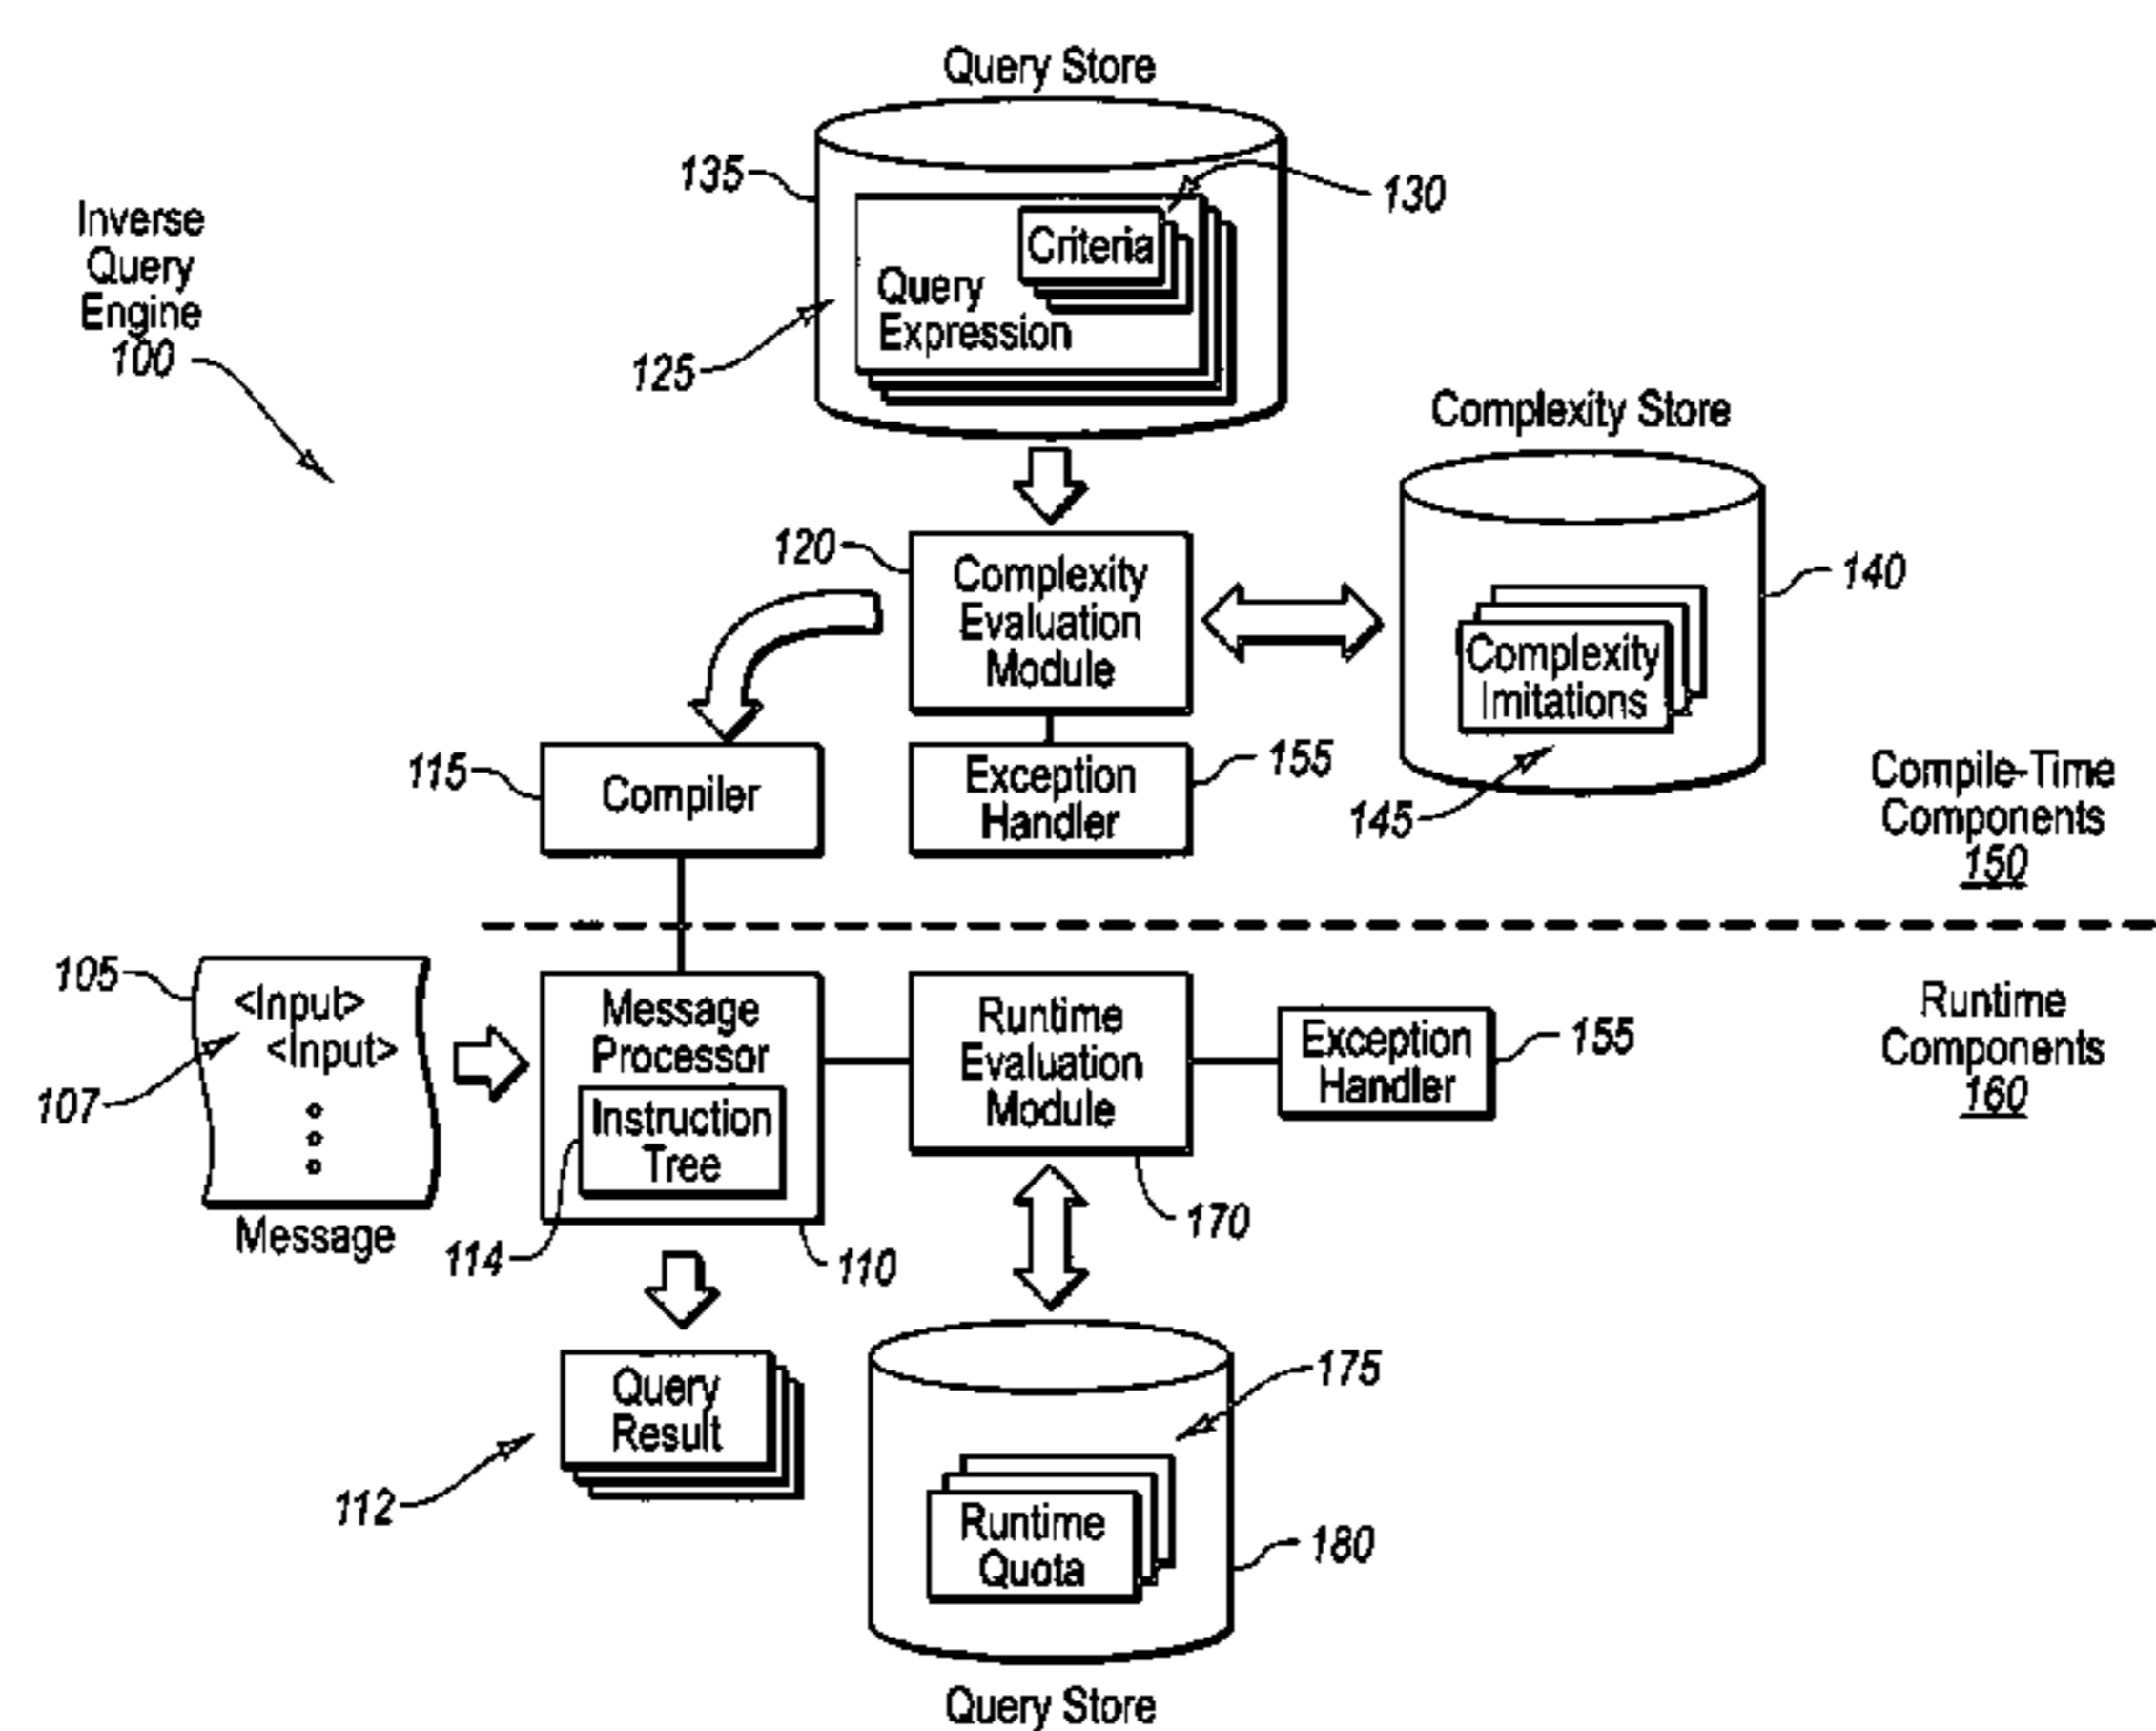 Query Store
135
130
Inverse
Query
Engine
100
Criteria
Query
Expression
125
Complexity Store
120
Complexity
Evaluation
Module
140
Complexity
Imitations
115
Compiler
Exception
Handler
155
145
Compile-Time
Components
150
105
<Input>
<Input>
107
Message
Message
Processor
Instruction
Tree
114
110
Runtime
Evaluation
Module
170
Exception
Handler
155
Runtime
Components
160
Query
Result
112
175
Runtime
Quota
180
Query Store